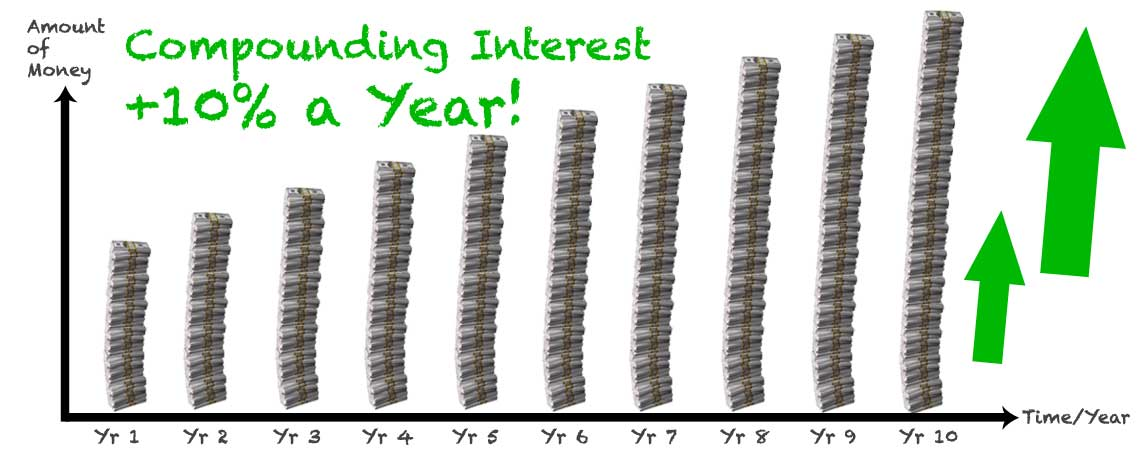 Amount
of
Money
Compounding Interest
+10% a Year!
Yr 1 Yr 2 Yr 3 Yr 4 Yr 5 Yr 6 Yr 7 Yr 8 Yr 9 Yr 10
Time/Year